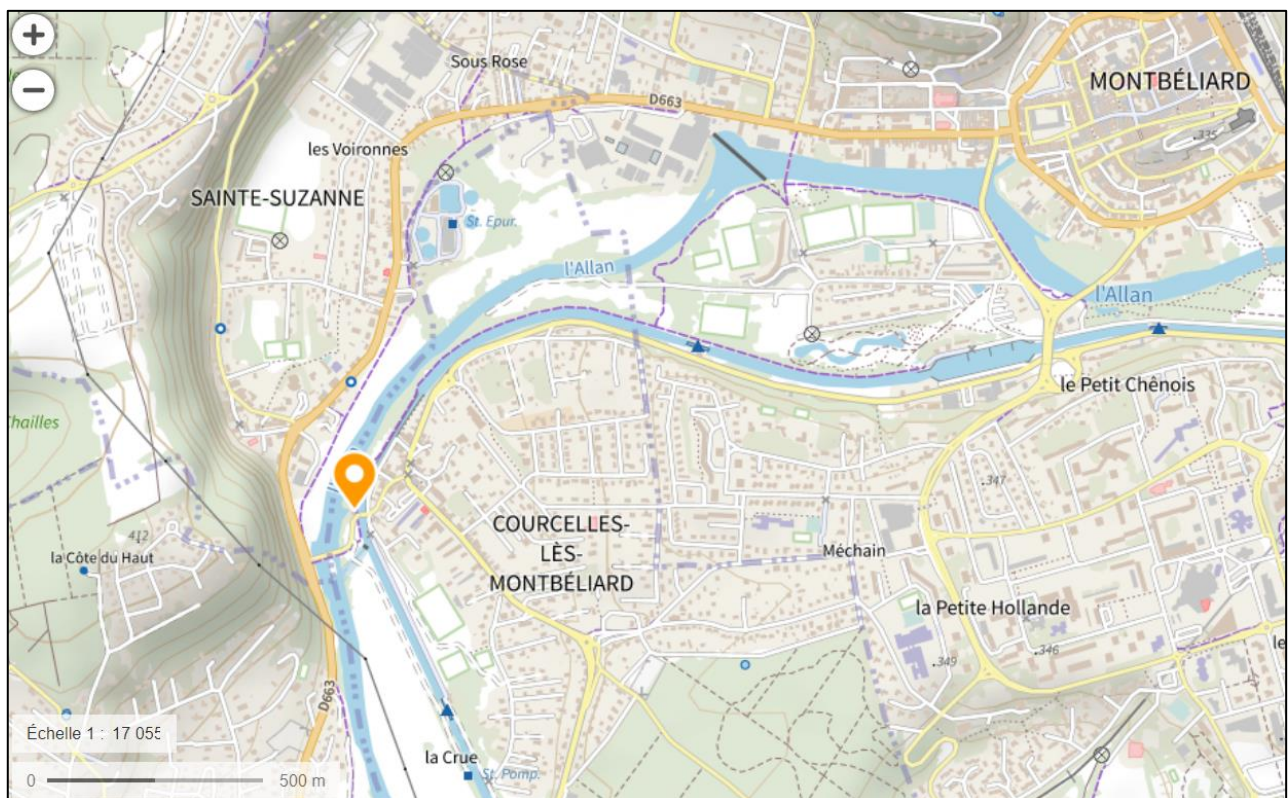 +
−
Sous Rose
D663
MONTBÉLIARD
335
les Voironnes
SAINTE-SUZANNE
St. Epur.
l'Allan
l'Allan
le Petit Chênois
Chailles
347
412
COURCELLES-
LÈS-
MONTBÉLIARD
la Côte du Haut
Méchain
la Petite Hollande
346
349
le
D663
Échelle 1 : 17 055
0 500 m
la Crue
St. Pomp.